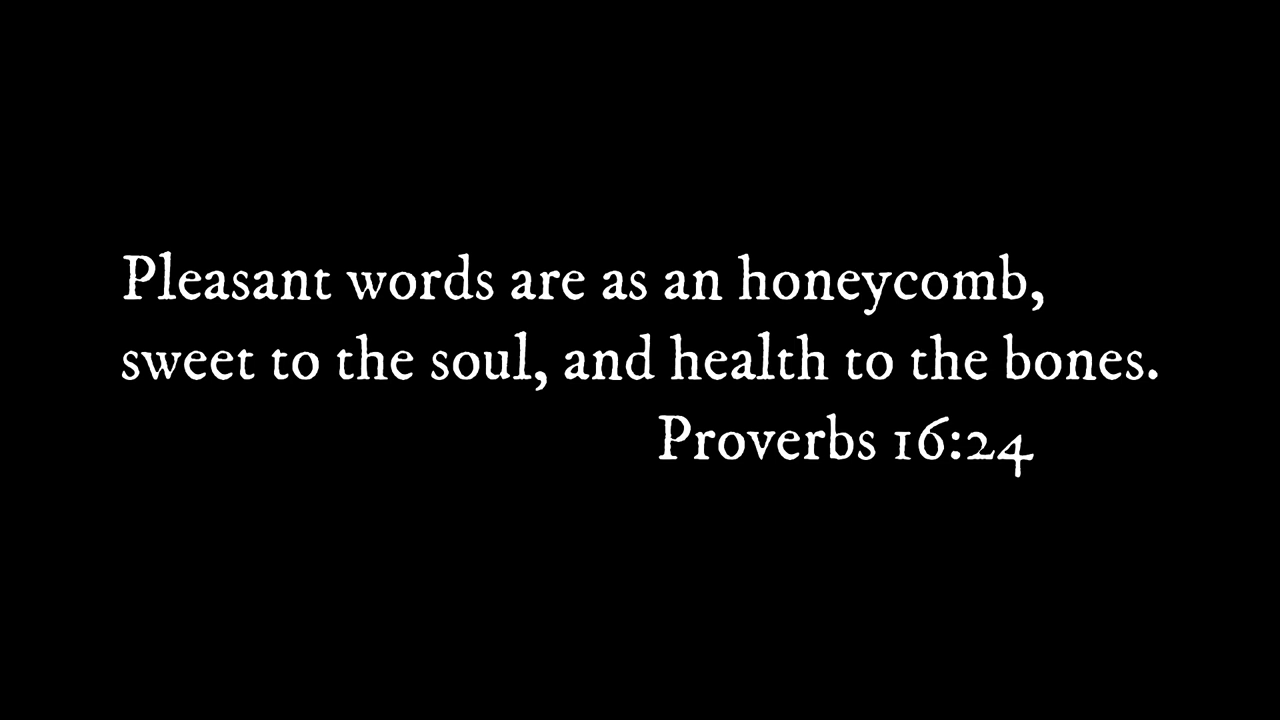 Pleasant words are as an honeycomb,
sweet to the soul, and health to the bones.
Proverbs 16:24